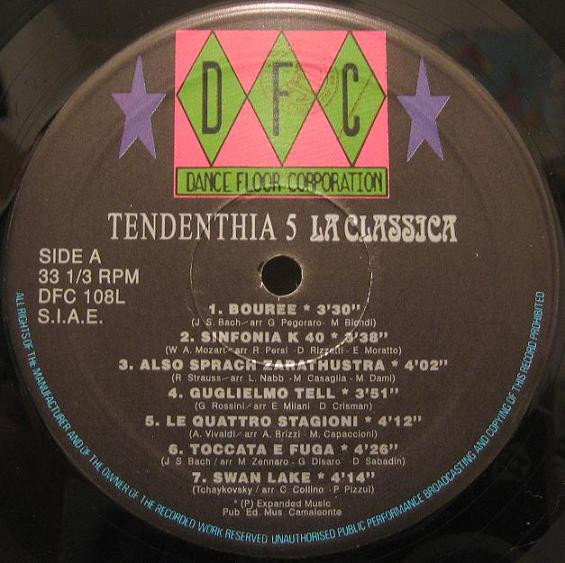 D F C
DANCE FLOOR CORPORATION
TENDENTHIA 5 LA CLASSICA
SIDE A
33 1/3 RPM
DFC 108L
S.I.A.E.
1. BOUREE * 3'30"
(J S. Bach/arr G Pegoraro - M Biondi)
2. SINFONIA K 40 * 3'38"
(W A. Mozart/arr R Persi - D Rizzatti - E Moratto)
3. ALSO SPRACH ZARATHUSTRA * 4'02"
(R Strauss/arr L. Nabb - M Casaglia - M Dami)
4. GUGLIELMO TELL * 3'51"
(G Rossini/arr E Milani D Crisman)
5. LE QUATTRO STAGIONI * 4'12"
(A. Vivaldi/arr A. Brizzi - M. Capaccioni)
6. TOCCATA E FUGA * 4'26"
(J S. Bach/arr M Zennaro - G Disaro D Sabadin)
7. SWAN LAKE * 4'14"
(Tchaykovsky/arr C Collino - P Pizzul)
* (P) Expanded Music
Pub Ed. Mus Camaleonte
ALL RIGHTS OF THE MANUFACTURER AND OF THE OWNER OF THE RECORDED WORK RESERVED UNAUTHORISED PUBLIC PERFORMANCE BROADCASTING AND COPYING OF THIS RECORD PROHIBITED